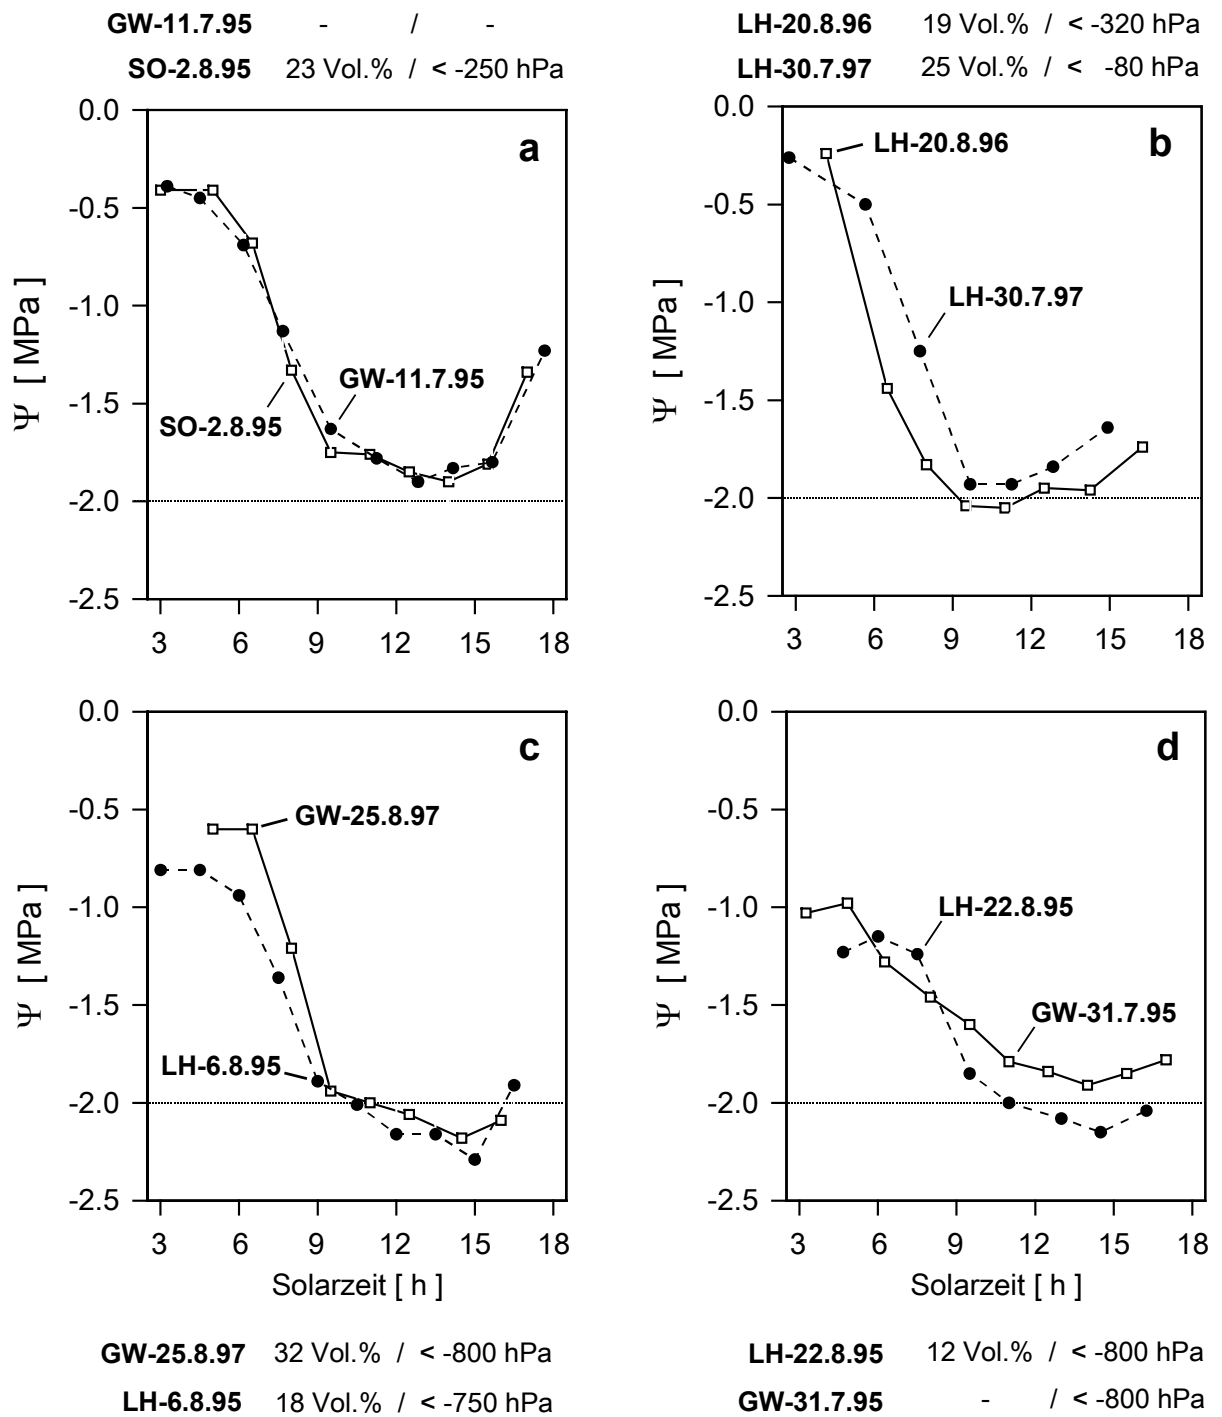 GW-11.7.95 - / -
SO-2.8.95 23 Vol.% / < -250 hPa
LH-20.8.96 19 Vol.% / < -320 hPa
LH-30.7.97 25 Vol.% / < -80 hPa
a
0.0
-0.5
-1.0
-1.5
-2.0
-2.5
Ψ [ MPa ]
GW-11.7.95
SO-2.8.95
3 6 9 12 15 18
b
0.0
-0.5
-1.0
-1.5
-2.0
-2.5
Ψ [ MPa ]
LH-20.8.96
LH-30.7.97
3 6 9 12 15 18
c
0.0
-0.5
-1.0
-1.5
-2.0
-2.5
Ψ [ MPa ]
GW-25.8.97
LH-6.8.95
3 6 9 12 15 18
Solarzeit [ h ]
d
0.0
-0.5
-1.0
-1.5
-2.0
-2.5
Ψ [ MPa ]
LH-22.8.95
GW-31.7.95
3 6 9 12 15 18
Solarzeit [ h ]
GW-25.8.97 32 Vol.% / < -800 hPa
LH-6.8.95 18 Vol.% / < -750 hPa
LH-22.8.95 12 Vol.% / < -800 hPa
GW-31.7.95 - / < -800 hPa